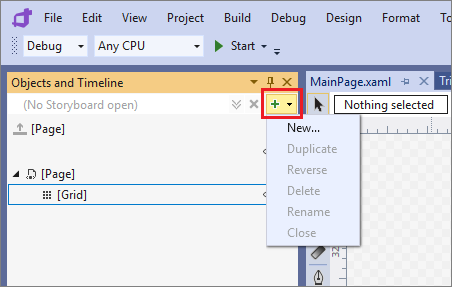 File Edit View Project Build Debug Design Format T
Debug Any CPU Start
Objects and Timeline
MainPage.xaml Tri
(No Storyboard open)
Nothing selected
[Page]
New...
Duplicate
[Page]
Reverse
[Grid]
Delete
Rename
Close